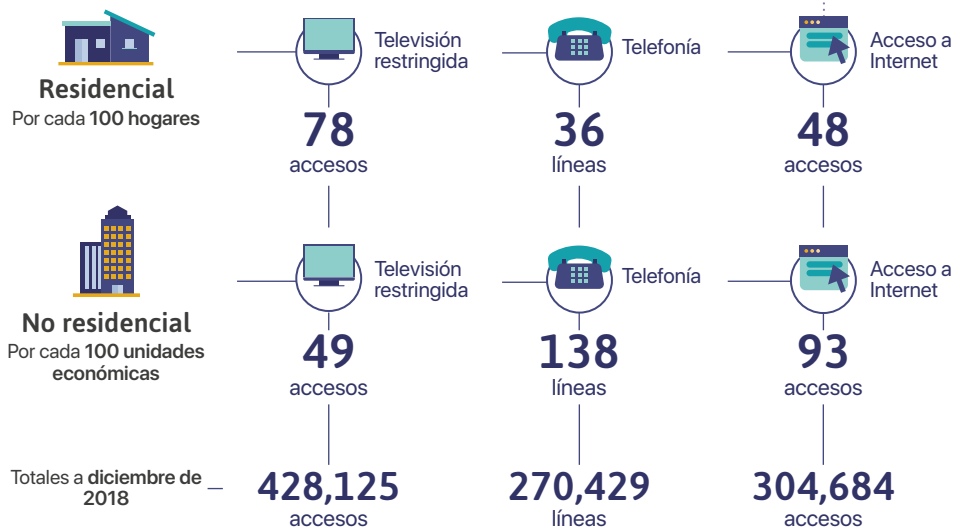 Residencial
Por cada 100 hogares
Televisión
restringida
78
accesos
Telefonía
36
líneas
Acceso a
Internet
48
accesos
No residencial
Por cada 100 unidades
económicas
Televisión
restringida
49
accesos
Telefonía
138
líneas
Acceso a
Internet
93
accesos
Totales a diciembre de
2018
428,125
accesos
270,429
líneas
304,684
accesos